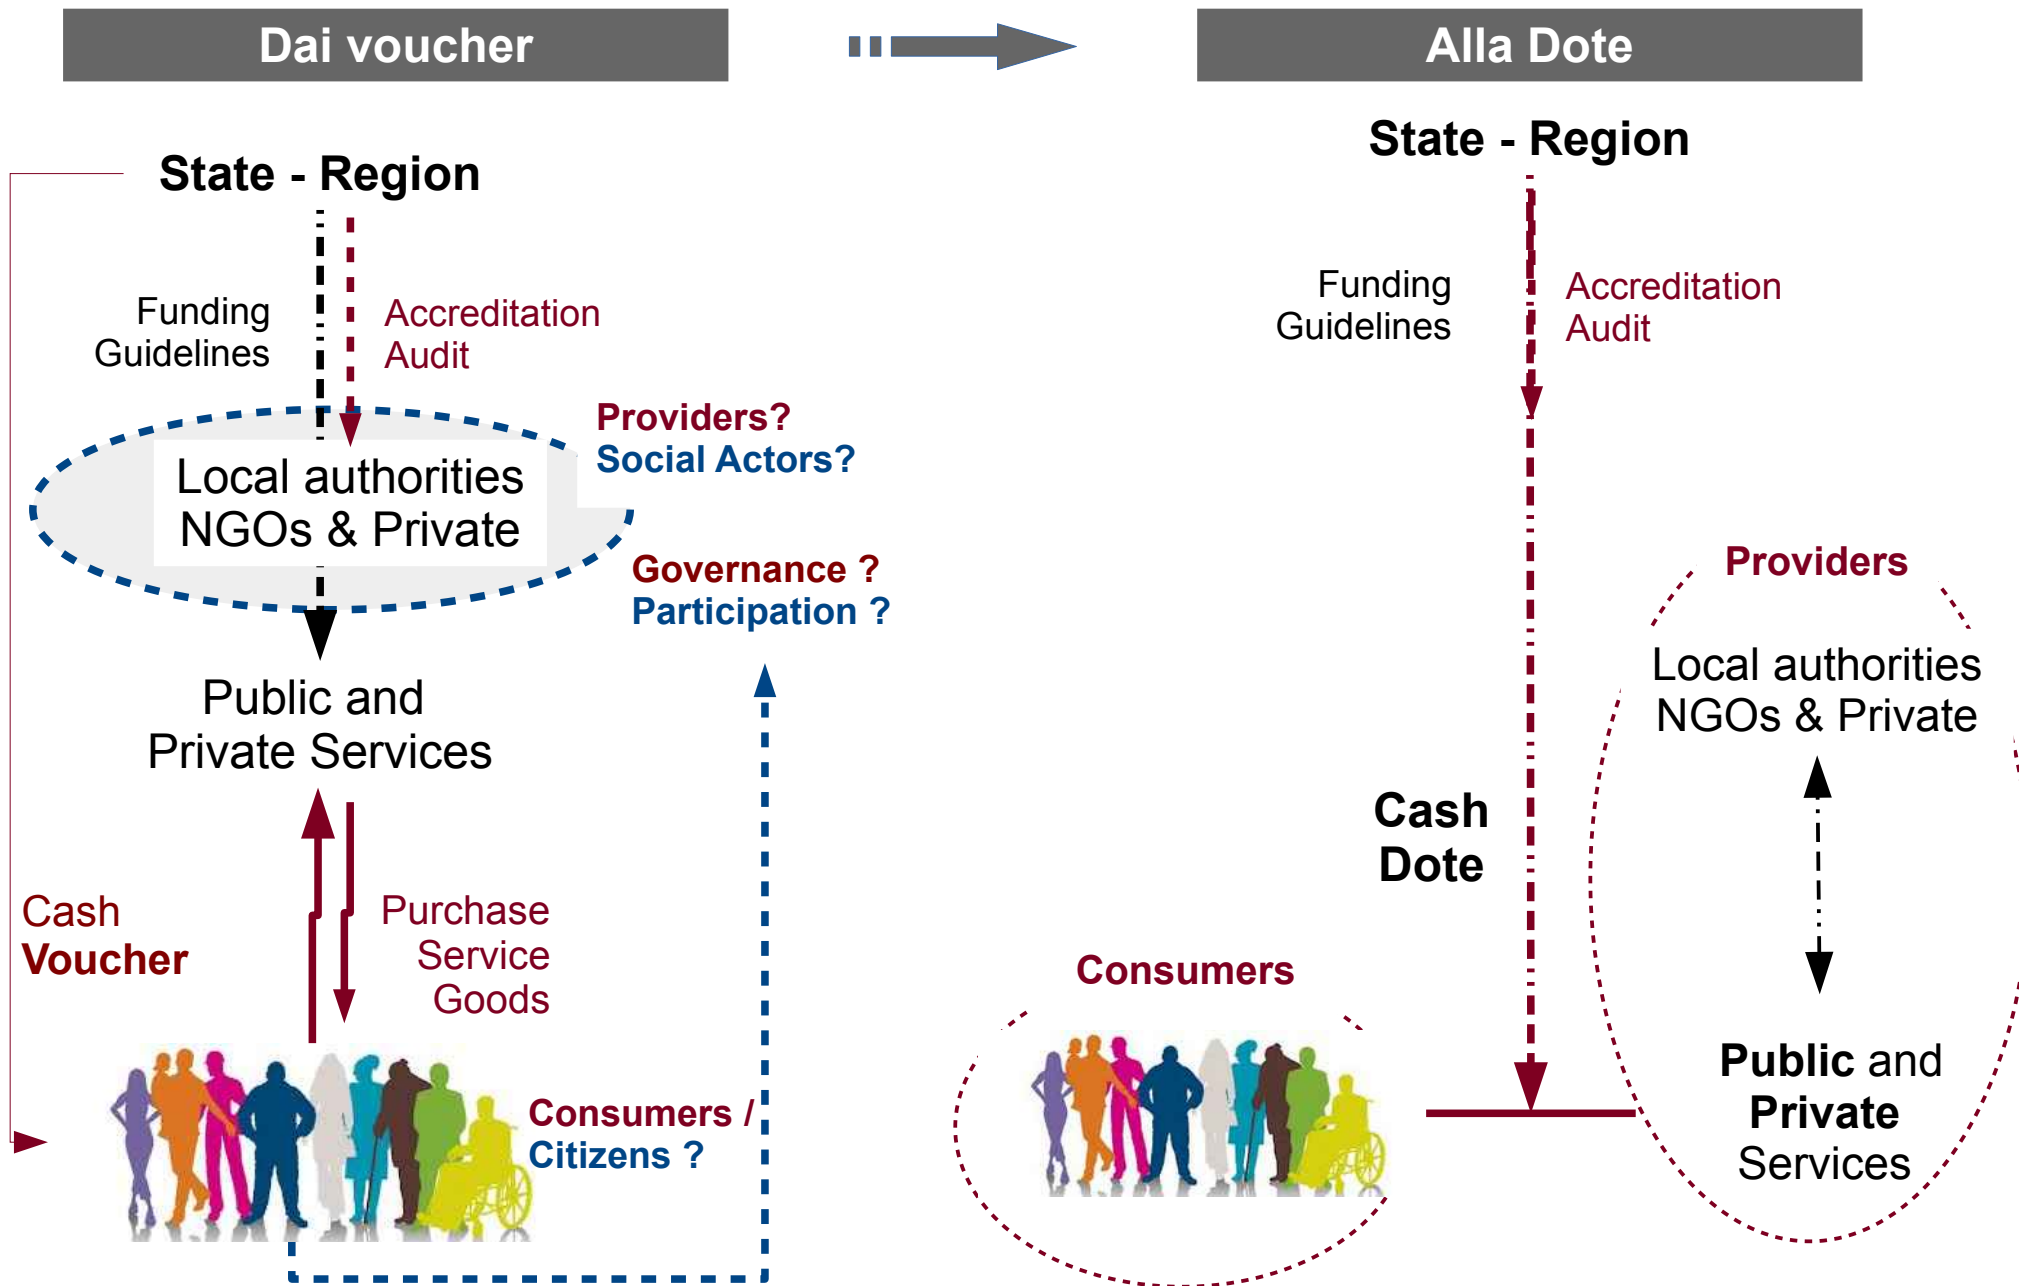 Dai voucher
State - Region
Funding
Guidelines
Accreditation
Audit
Providers?
Social Actors?
Local authorities
NGOs & Private
Governance ?
Participation ?
Public and
Private Services
Cash
Voucher
Purchase
Service
Goods
Consumers /
Citizens ?
Alla Dote
State - Region
Funding
Guidelines
Accreditation
Audit
Cash
Dote
Consumers
Providers
Local authorities
NGOs & Private
Public and
Private
Services